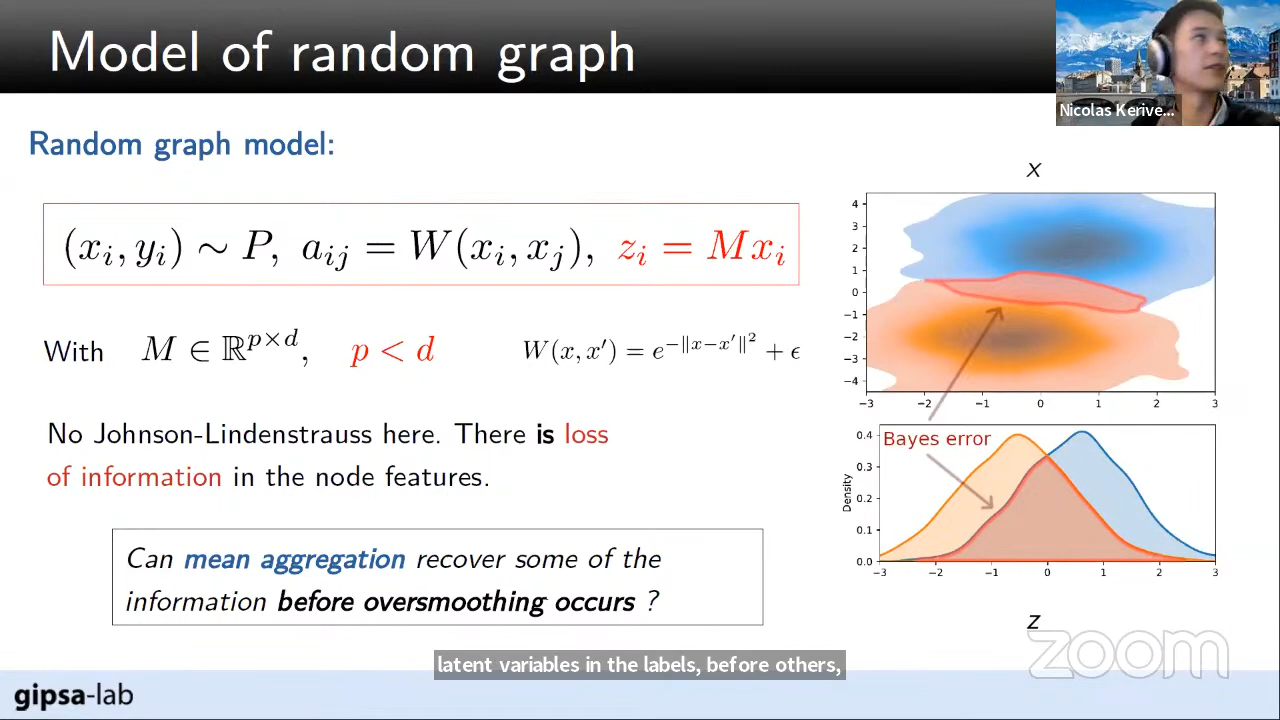 Model of random graph
Nicolas Kerive...
Random graph model:
(x_i, y_i) ∼ P, a_{ij} = W(x_i, x_j), z_i = Mx_i
With M ∈ ℝ^{p×d}, p < d W(x, x′) = e^{−‖x−x′‖²} + ϵ
No Johnson-Lindenstrauss here. There is loss
of information in the node features.
Can mean aggregation recover some of the
information before oversmoothing occurs ?
x
4
3
2
1
0
−1
−2
−3
−4
−3 −2 −1 0 1 2 3
Bayes error
Density
0.4
0.3
0.2
0.1
0.0
−3 −2 −1 0 1 2 3
z
zoom
latent variables in the labels, before others,
gipsa-lab